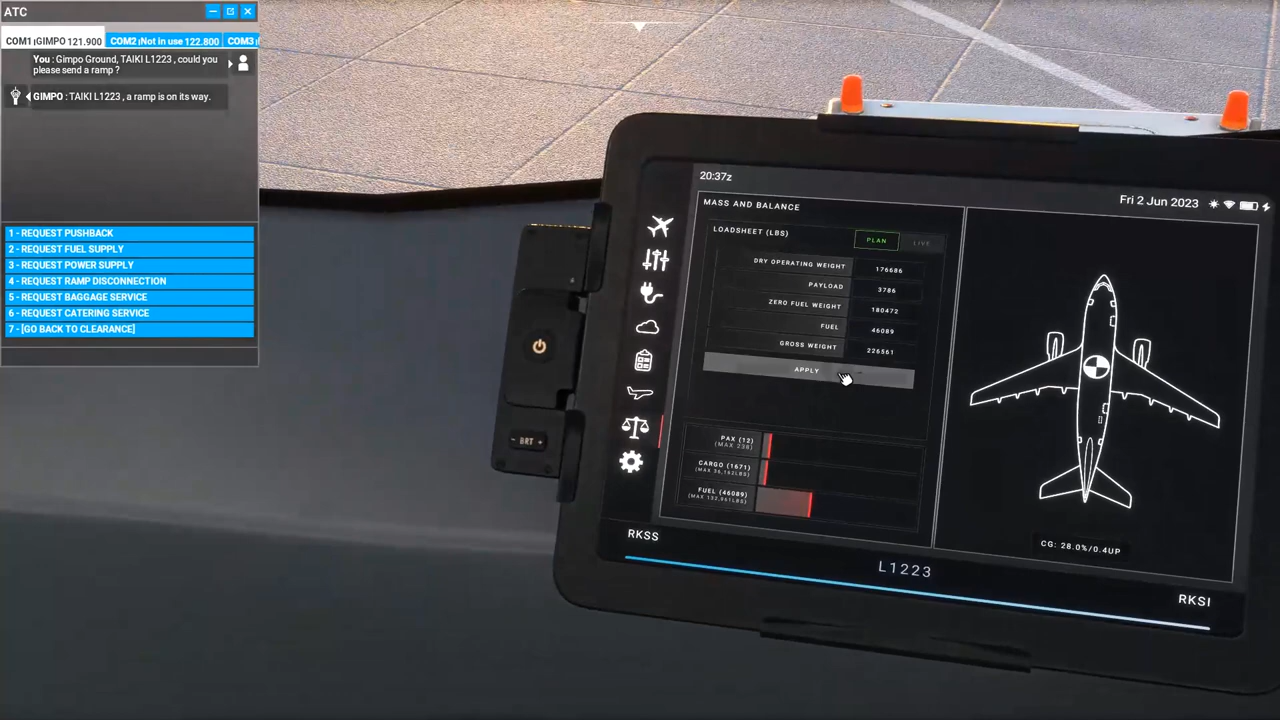 ATC
COM1 | GIMPO 121.900
COM2 | Not in use 122.800
COM3 |
You : Gimpo Ground, TAIKI L1223 , could you
please send a ramp ?
GIMPO : TAIKI L1223 , a ramp is on its way.
1 - REQUEST PUSHBACK
2 - REQUEST FUEL SUPPLY
3 - REQUEST POWER SUPPLY
4 - REQUEST RAMP DISCONNECTION
5 - REQUEST BAGGAGE SERVICE
6 - REQUEST CATERING SERVICE
7 - [GO BACK TO CLEARANCE]
20:37z
Fri 2 Jun 2023
MASS AND BALANCE
LOADSHEET (LBS)
PLAN
LIVE
DRY OPERATING WEIGHT 176686
PAYLOAD 3786
ZERO FUEL WEIGHT 180472
FUEL 46089
GROSS WEIGHT 226561
APPLY
PAX (12)
CARGO (1671)
(MAX 36,162LBS)
FUEL (46089)
- BRT +
CG: 28.0%/0.4UP
RKSS
L1223
RKSI